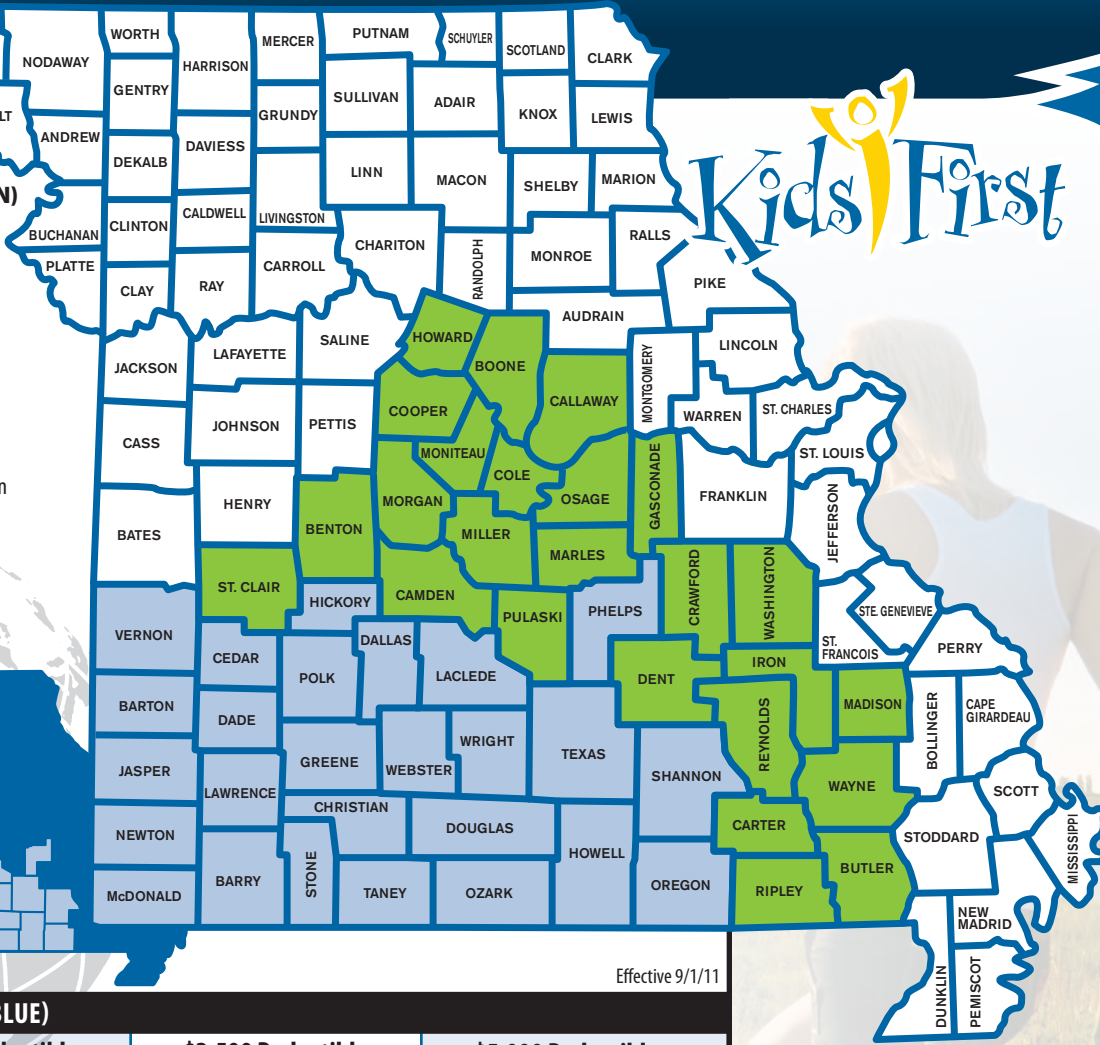 WORTH
MERCER
PUTNAM
SCHUYLER
SCOTLAND
CLARK
NODAWAY
HARRISON
GENTRY
SULLIVAN
ADAIR
KNOX
LEWIS
LT
GRUNDY
ANDREW
DAVIESS
DEKALB
LINN
MACON
SHELBY
MARION
N)
Kids First
CALDWELL
LIVINGSTON
CLINTON
BUCHANAN
CHARITON
RALLS
RANDOLPH
MONROE
PLATTE
CARROLL
RAY
CLAY
PIKE
AUDRAIN
HOWARD
SALINE
LINCOLN
LAFAYETTE
JACKSON
BOONE
MONTGOMERY
CALLAWAY
COOPER
ST. CHARLES
WARREN
JOHNSON
PETTIS
CASS
MONITEAU
ST. LOUIS
COLE
GASCONADE
n
FRANKLIN
OSAGE
MORGAN
HENRY
JEFFERSON
BENTON
BATES
MILLER
MARLES
ST. CLAIR
CRAWFORD
WASHINGTON
CAMDEN
HICKORY
PHELPS
STE. GENEVIEVE
PULASKI
VERNON
DALLAS
ST.
FRANCOIS
PERRY
CEDAR
IRON
POLK
LACLEDE
DENT
BARTON
MADISON
CAPE
GIRARDEAU
DADE
REYNOLDS
BOLLINGER
WRIGHT
TEXAS
GREENE
WEBSTER
JASPER
SHANNON
WAYNE
SCOTT
LAWRENCE
CHRISTIAN
CARTER
DOUGLAS
NEWTON
STODDARD
MISSISSIPPI
HOWELL
BUTLER
STONE
BARRY
OREGON
RIPLEY
McDONALD
TANEY
OZARK
NEW
MADRID
Effective 9/1/11
DUNKLIN
PEMISCOT
BLUE)